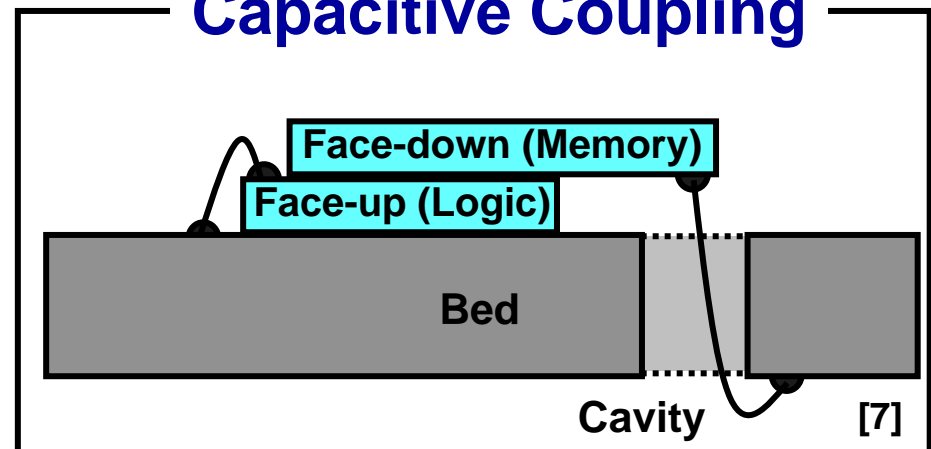 Capacitive Coupling
Face-down (Memory)
Face-up (Logic)
Bed
Cavity
[7]